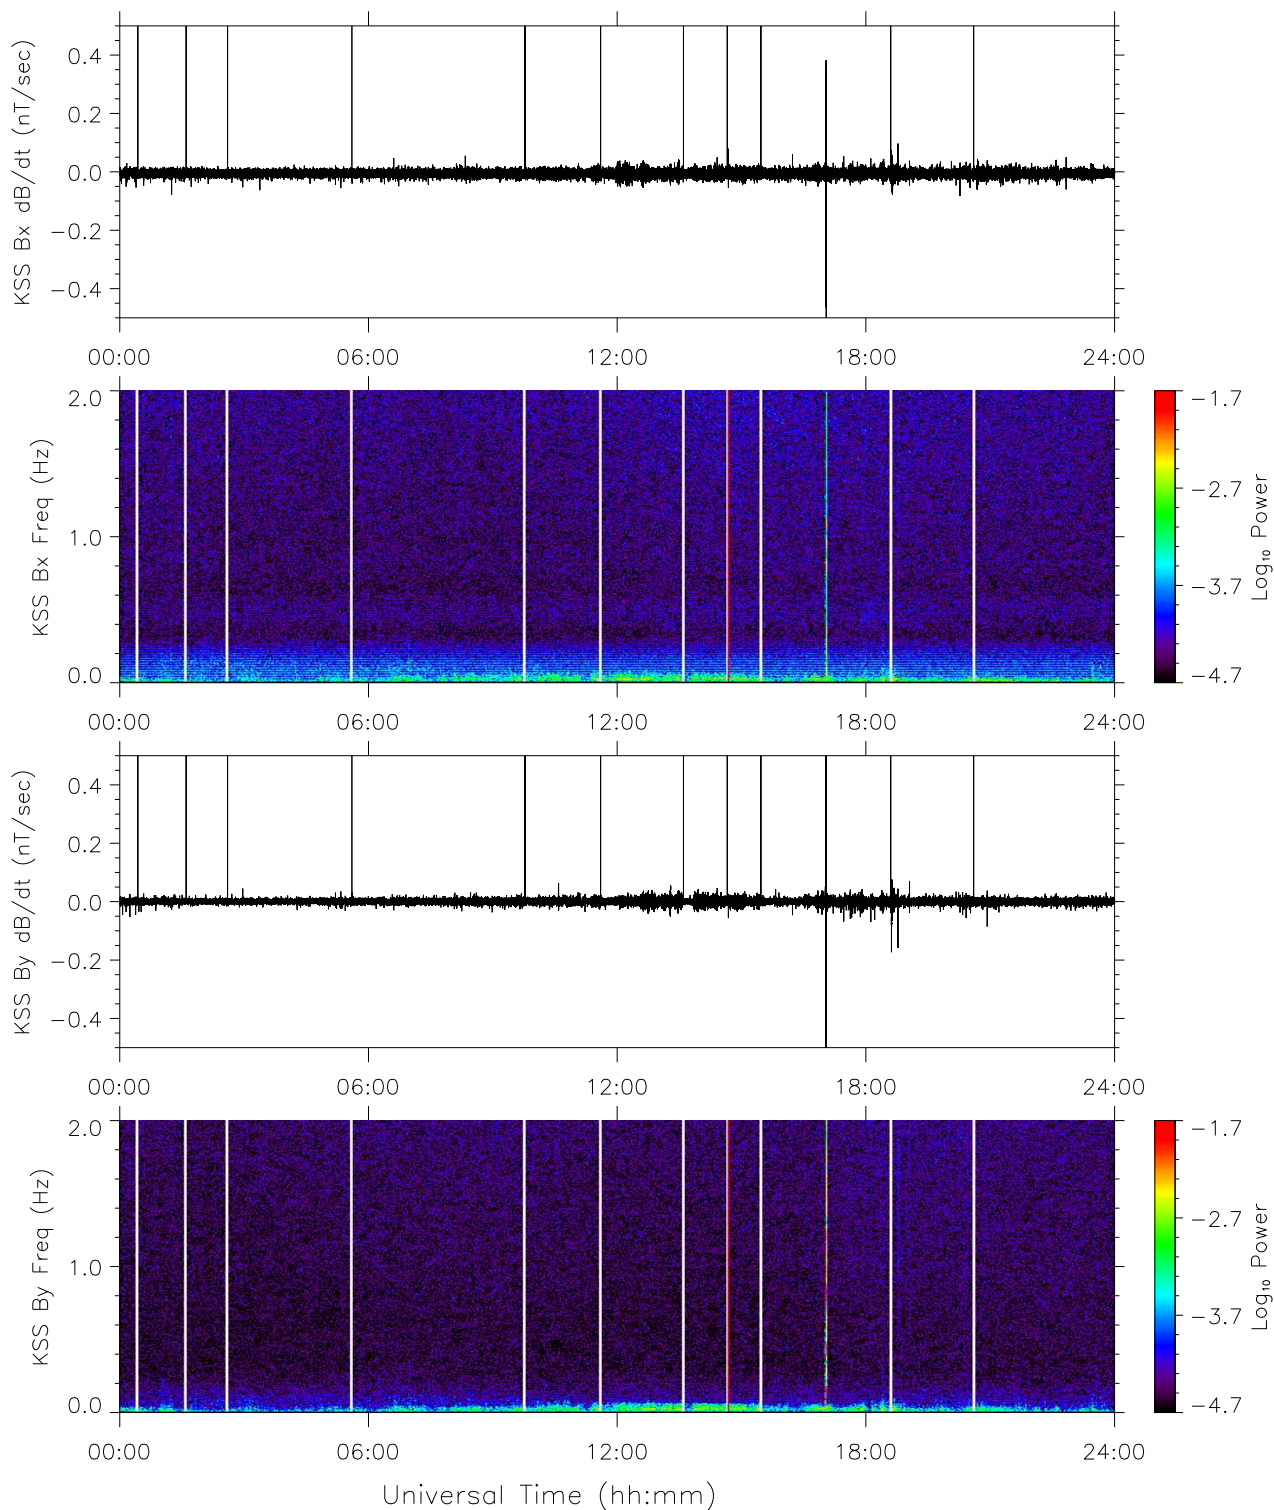 KSS Bx dB/dt (nT/sec)
0.4
0.2
0.0
−0.2
−0.4
00:00 06:00 12:00 18:00 24:00
KSS Bx Freq (Hz)
2.0
1.0
0.0
−1.7
−2.7
−3.7
−4.7
Log₁₀ Power
00:00 06:00 12:00 18:00 24:00
KSS By dB/dt (nT/sec)
0.4
0.2
0.0
−0.2
−0.4
00:00 06:00 12:00 18:00 24:00
KSS By Freq (Hz)
2.0
1.0
0.0
−1.7
−2.7
−3.7
−4.7
Log₁₀ Power
00:00 06:00 12:00 18:00 24:00
Universal Time (hh:mm)